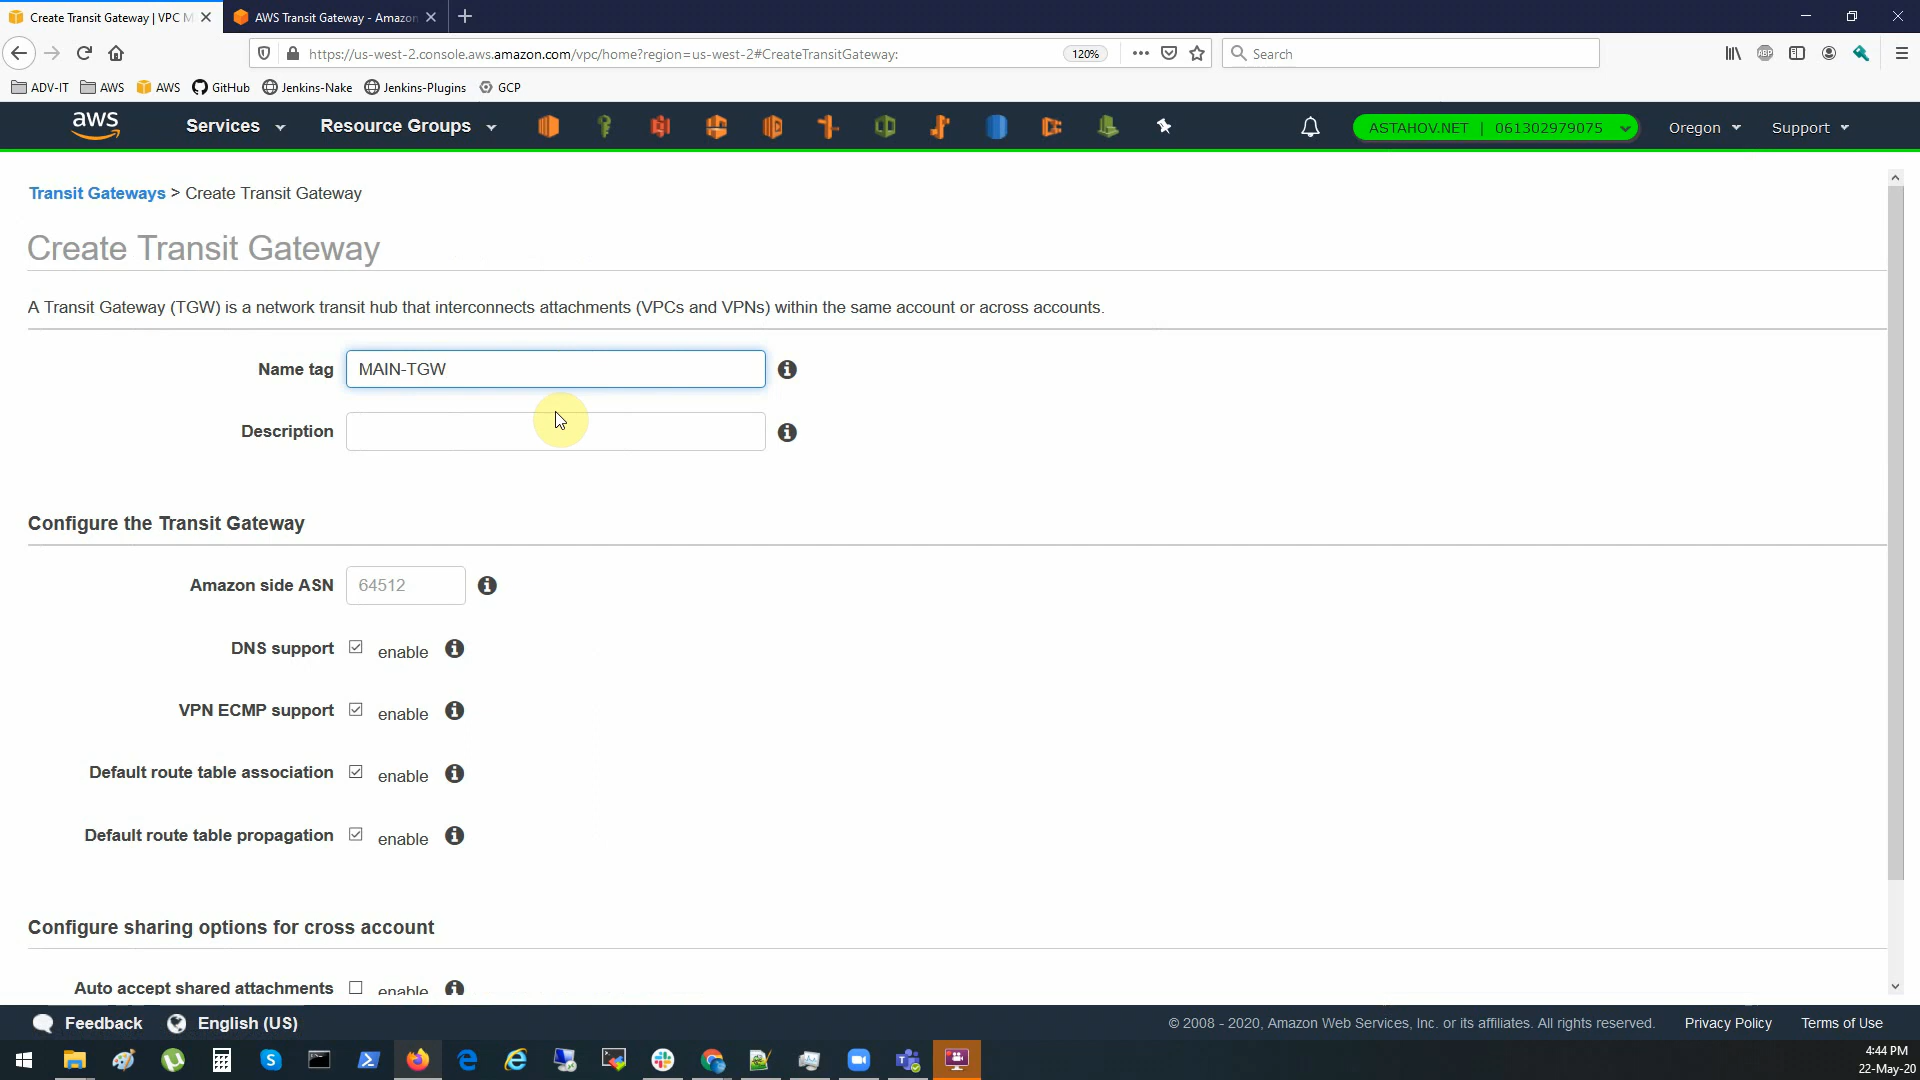 Create Transit Gateway | VPC M
AWS Transit Gateway - Amazon
https://us-west-2.console.aws.amazon.com/vpc/home?region=us-west-2#CreateTransitGateway:
120%
Search
ABP
ADV-IT
AWS
AWS
GitHub
Jenkins-Nake
Jenkins-Plugins
GCP
aws
Services
Resource Groups
ASTAHOV.NET | 061302979075
Oregon
Support
Transit Gateways > Create Transit Gateway
Create Transit Gateway
A Transit Gateway (TGW) is a network transit hub that interconnects attachments (VPCs and VPNs) within the same account or across accounts.
Name tag
MAIN-TGW
Description
Configure the Transit Gateway
Amazon side ASN
64512
DNS support
enable
VPN ECMP support
enable
Default route table association
enable
Default route table propagation
enable
Configure sharing options for cross account
Auto accept shared attachments
enable
Feedback
English (US)
© 2008 - 2020, Amazon Web Services, Inc. or its affiliates. All rights reserved.
Privacy Policy
Terms of Use
4:44 PM
22-May-20